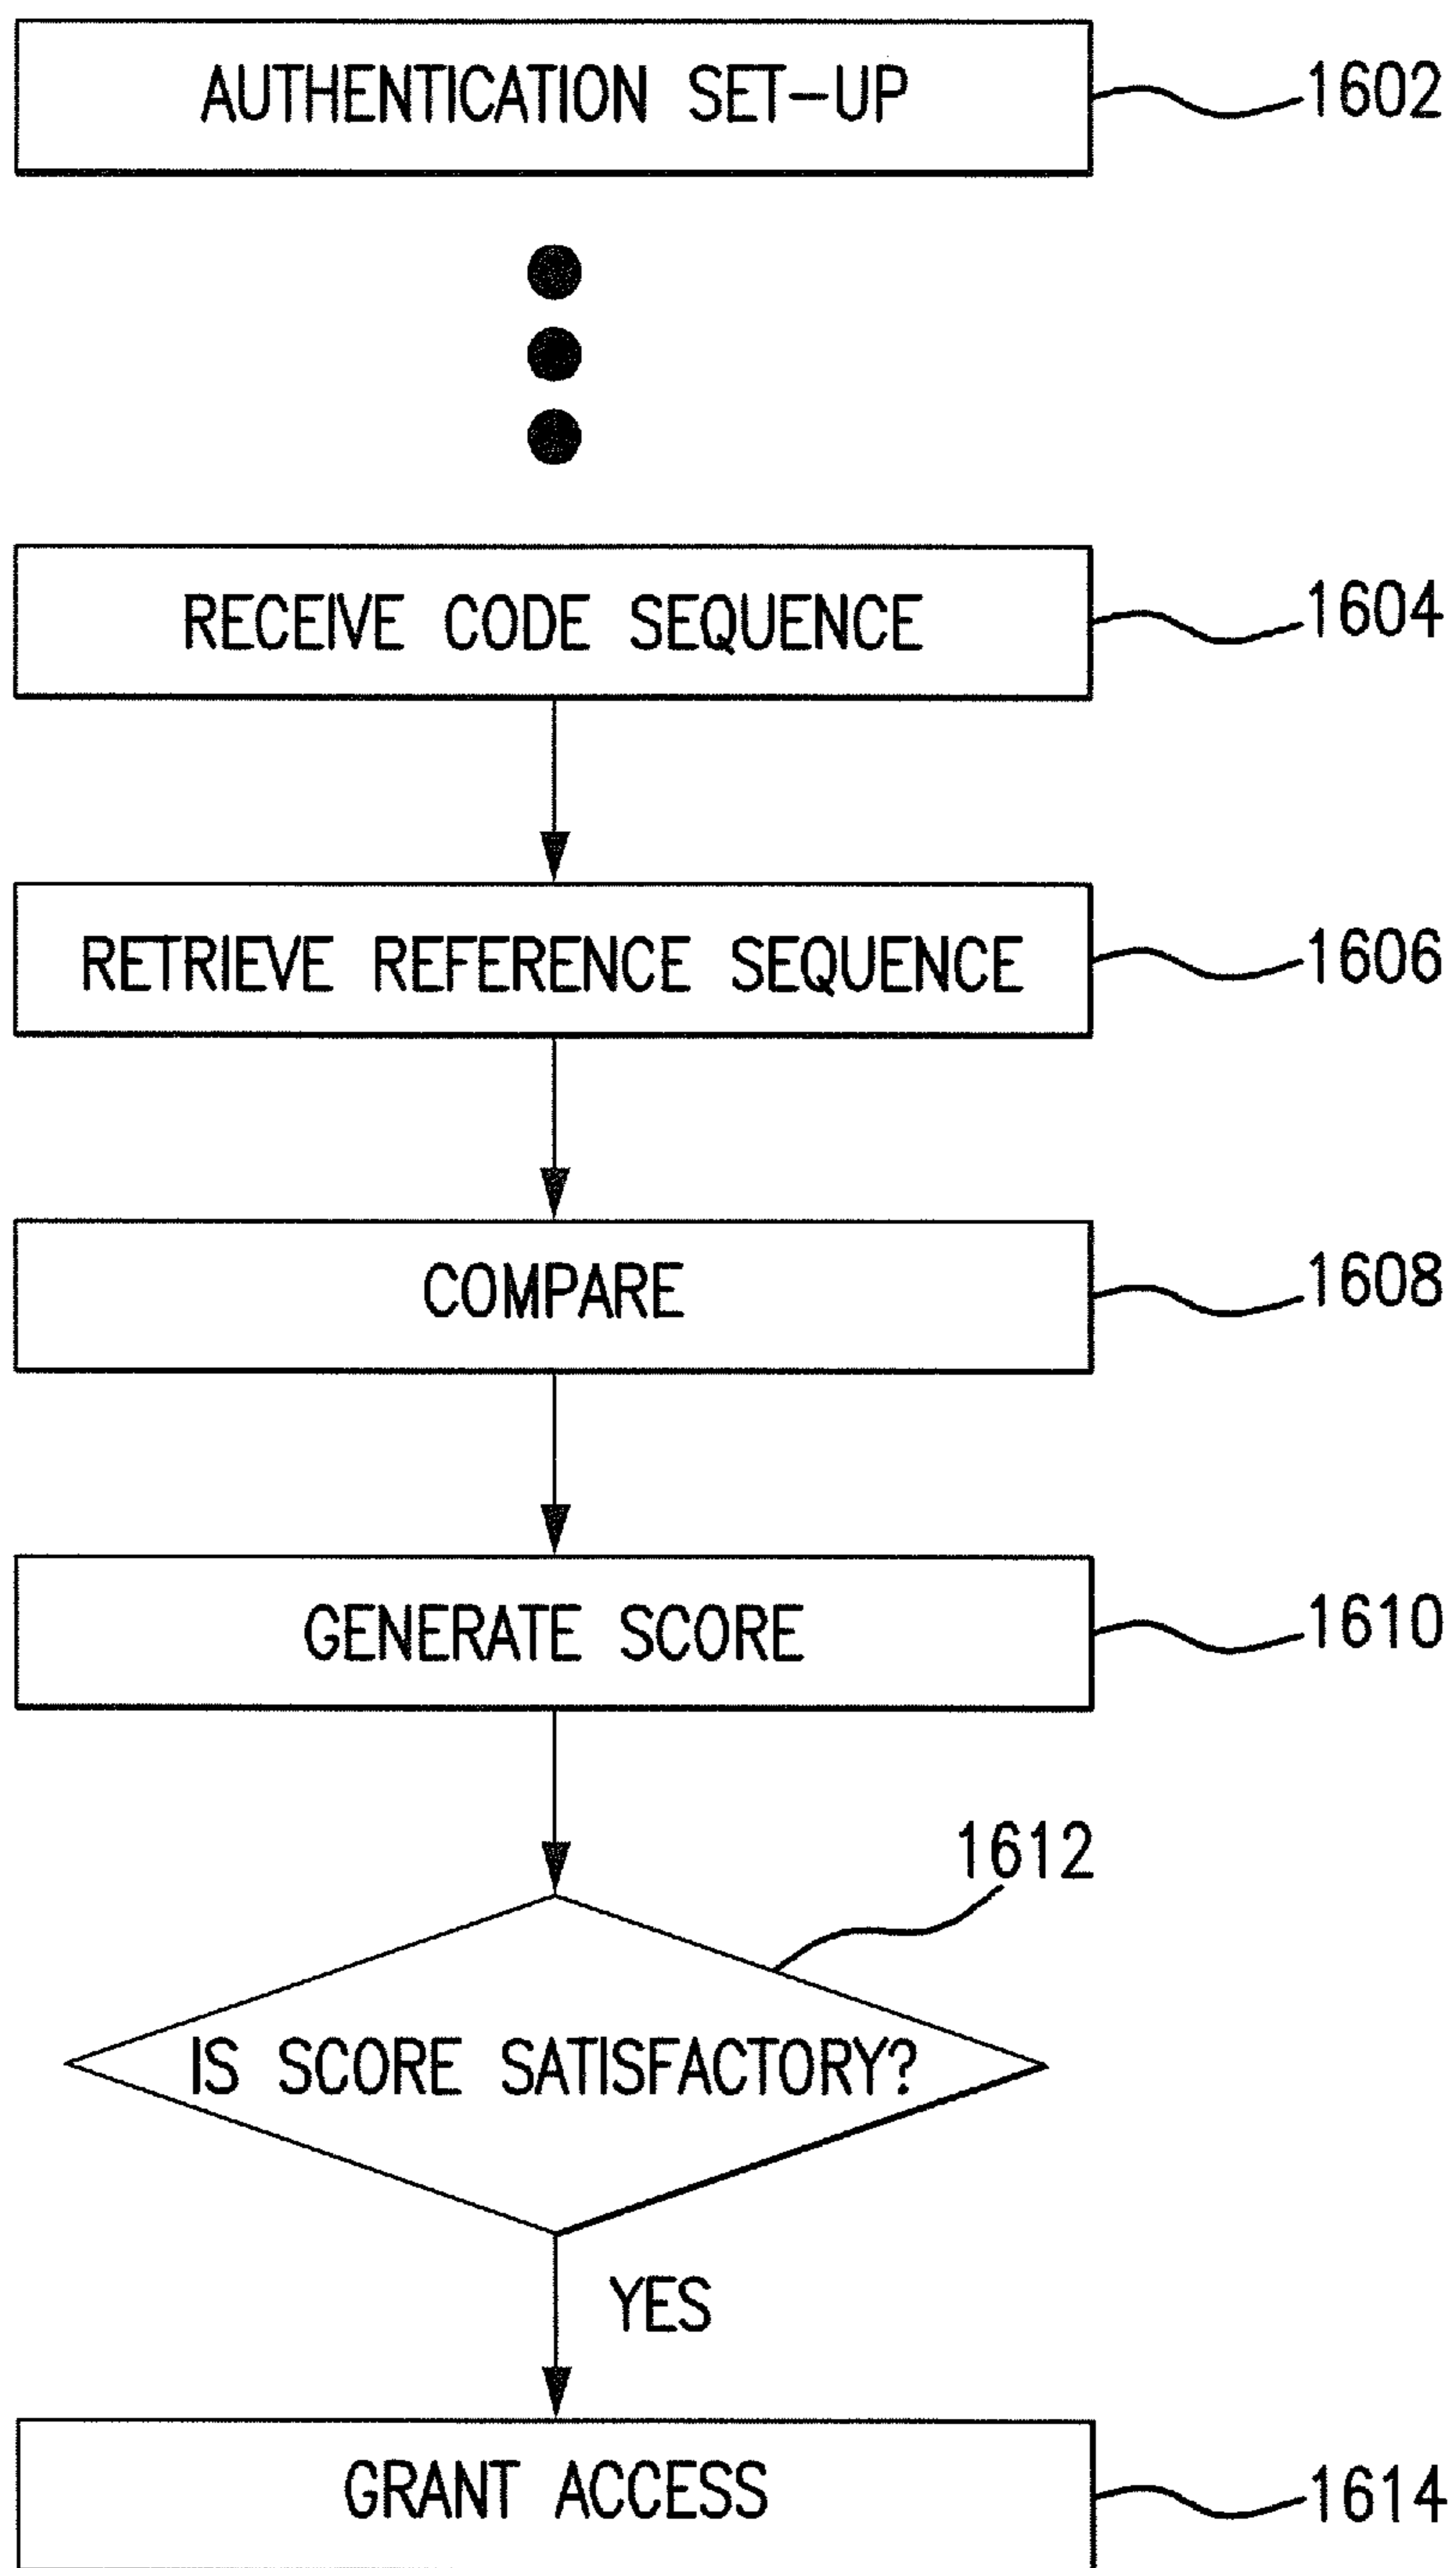 AUTHENTICATION SET-UP
1602
RECEIVE CODE SEQUENCE
1604
RETRIEVE REFERENCE SEQUENCE
1606
COMPARE
1608
GENERATE SCORE
1610
1612
IS SCORE SATISFACTORY?
YES
GRANT ACCESS
1614